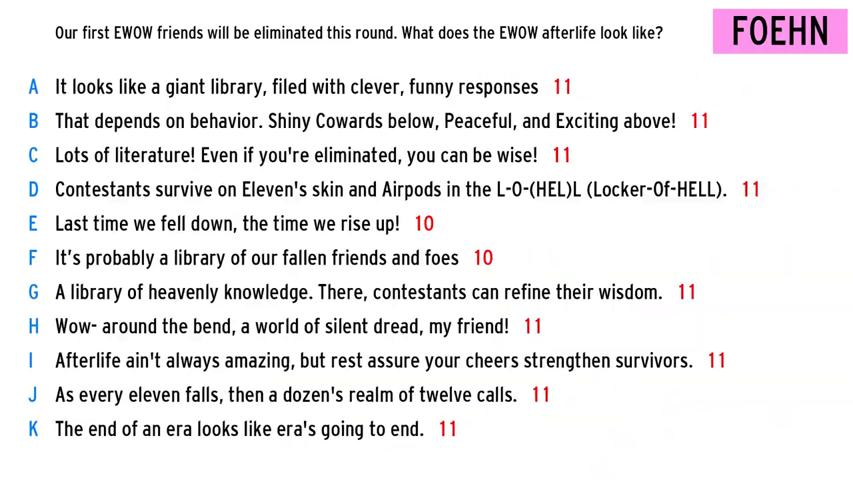 Our first EWOW friends will be eliminated this round. What does the EWOW afterlife look like?
FOEHN
A It looks like a giant library, filed with clever, funny responses 11
B That depends on behavior. Shiny Cowards below, Peaceful, and Exciting above! 11
C Lots of literature! Even if you're eliminated, you can be wise! 11
D Contestants survive on Eleven's skin and Airpods in the L-O-(HEL)L (Locker-Of-HELL). 11
E Last time we fell down, the time we rise up! 10
F It's probably a library of our fallen friends and foes 10
G A library of heavenly knowledge. There, contestants can refine their wisdom. 11
H Wow- around the bend, a world of silent dread, my friend! 11
I Afterlife ain't always amazing, but rest assure your cheers strengthen survivors. 11
J As every eleven falls, then a dozen's realm of twelve calls. 11
K The end of an era looks like era's going to end. 11